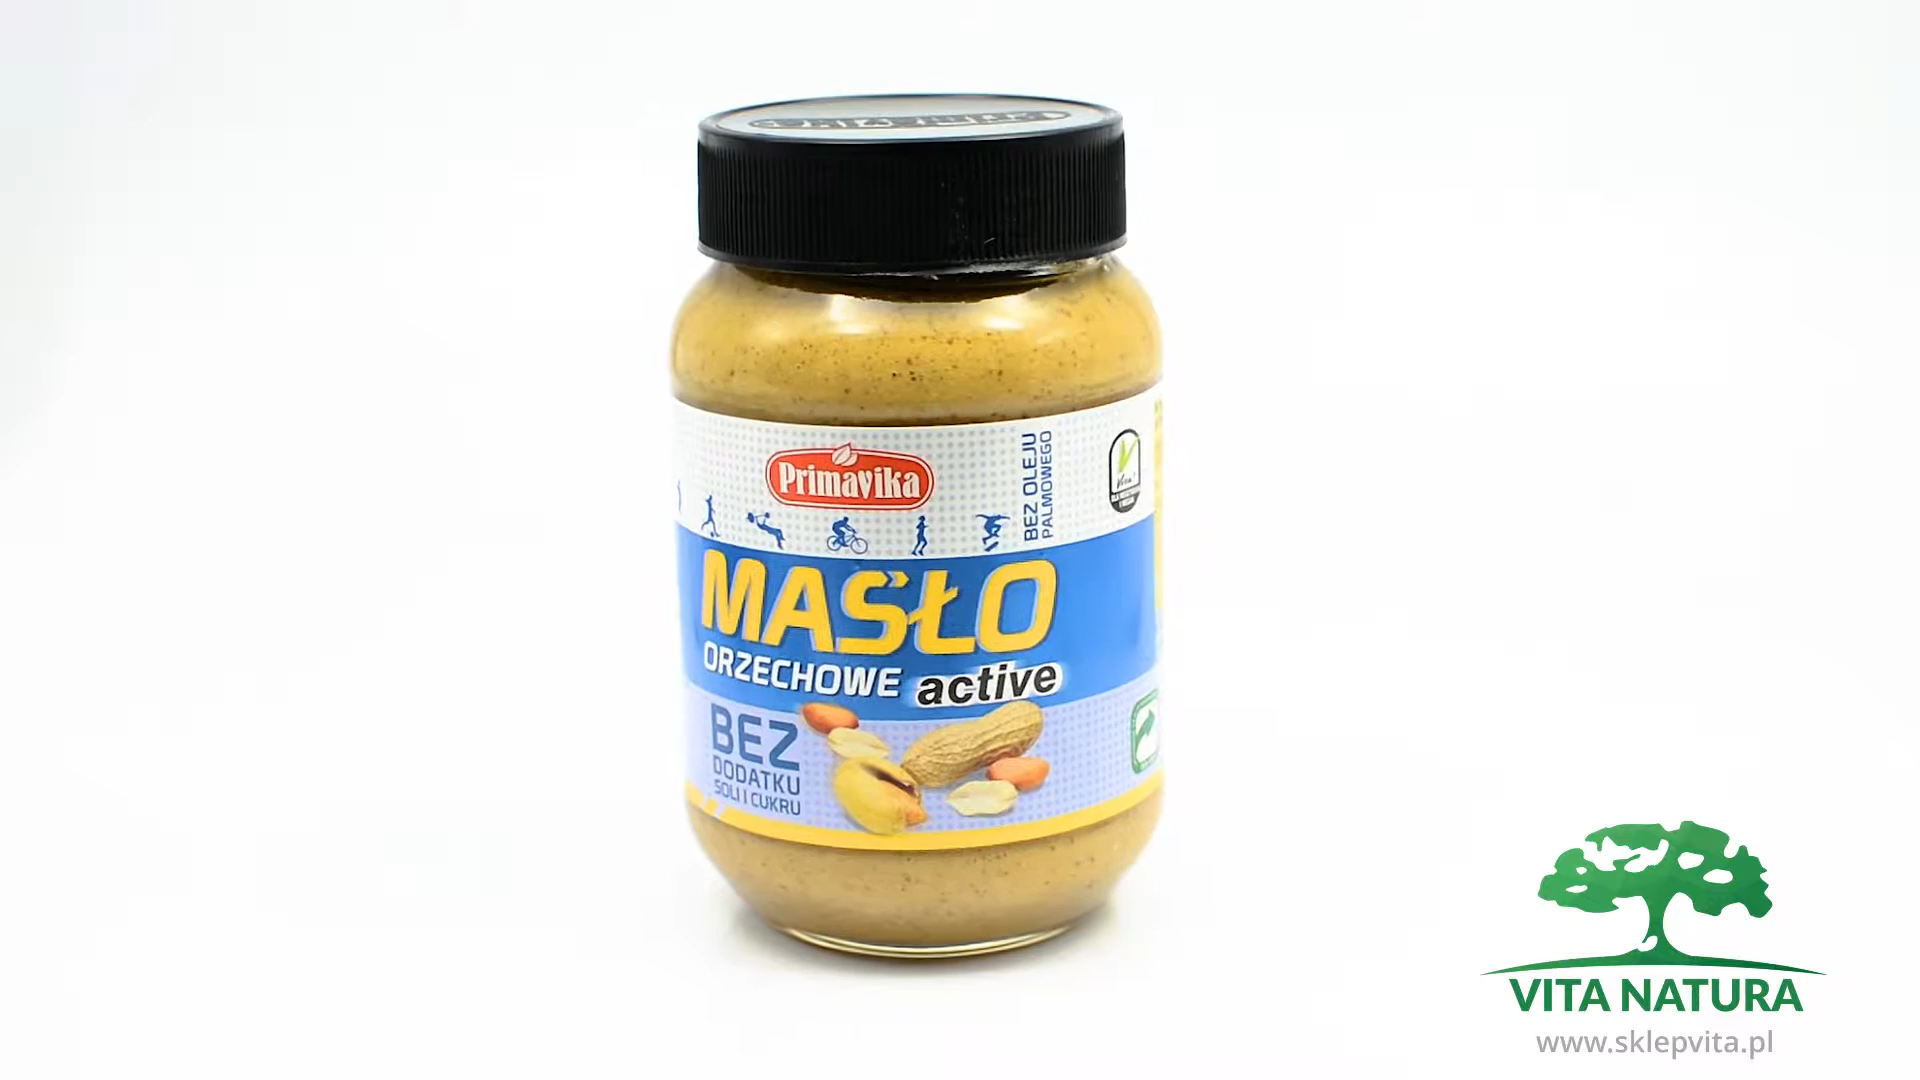 Primavika
BEZ OLEJU
PALMOWEGO
MASŁO
ORZECHOWE active
BEZ
DODATKU
SOLI I CUKRU
VITA NATURA
www.sklepvita.pl